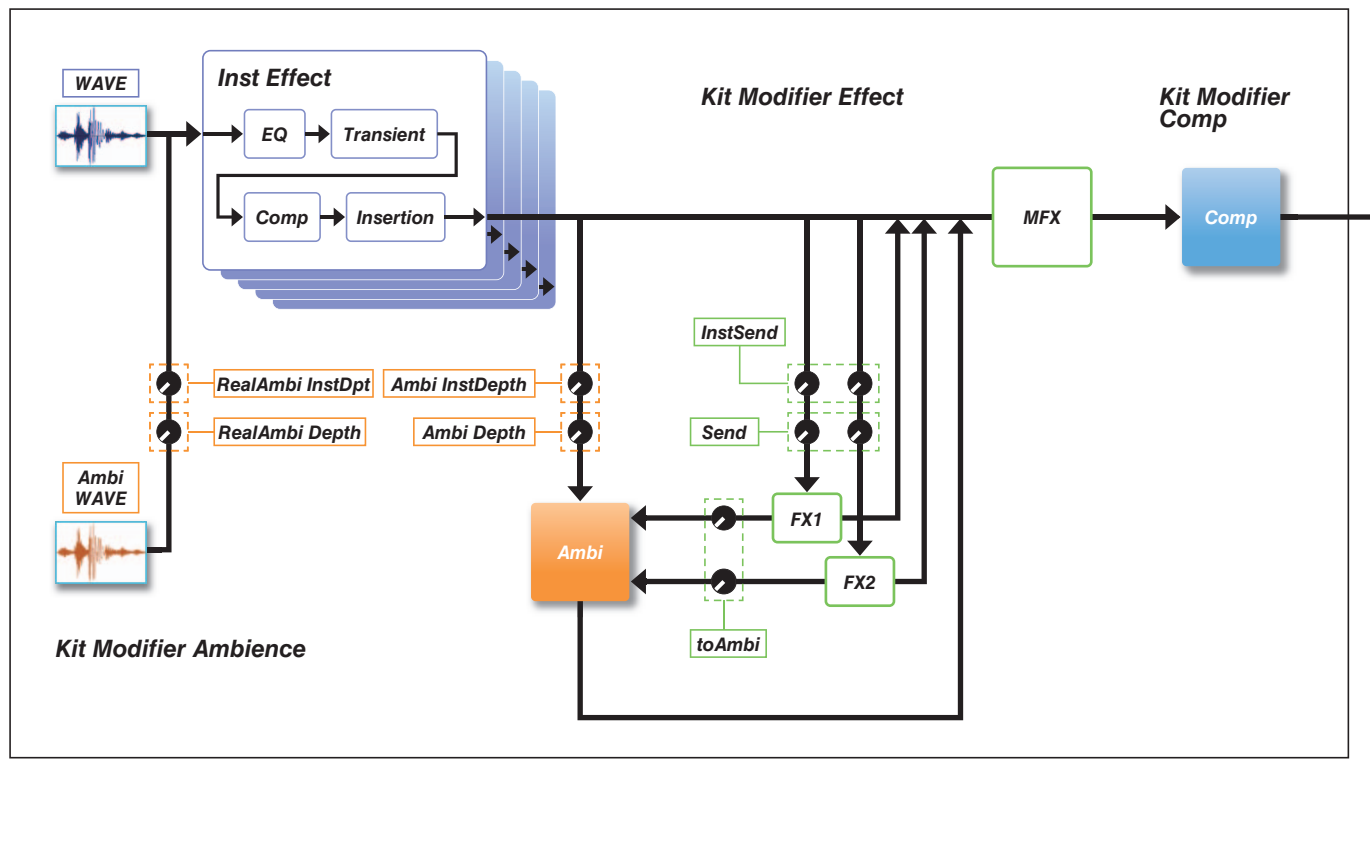 WAVE
Inst Effect
EQ
Transient
Comp
Insertion
Kit Modifier Effect
Kit Modifier
Comp
MFX
Comp
InstSend
RealAmbi InstDpt
Ambi InstDepth
RealAmbi Depth
Ambi Depth
Send
Ambi
WAVE
FX1
Ambi
FX2
toAmbi
Kit Modifier Ambience